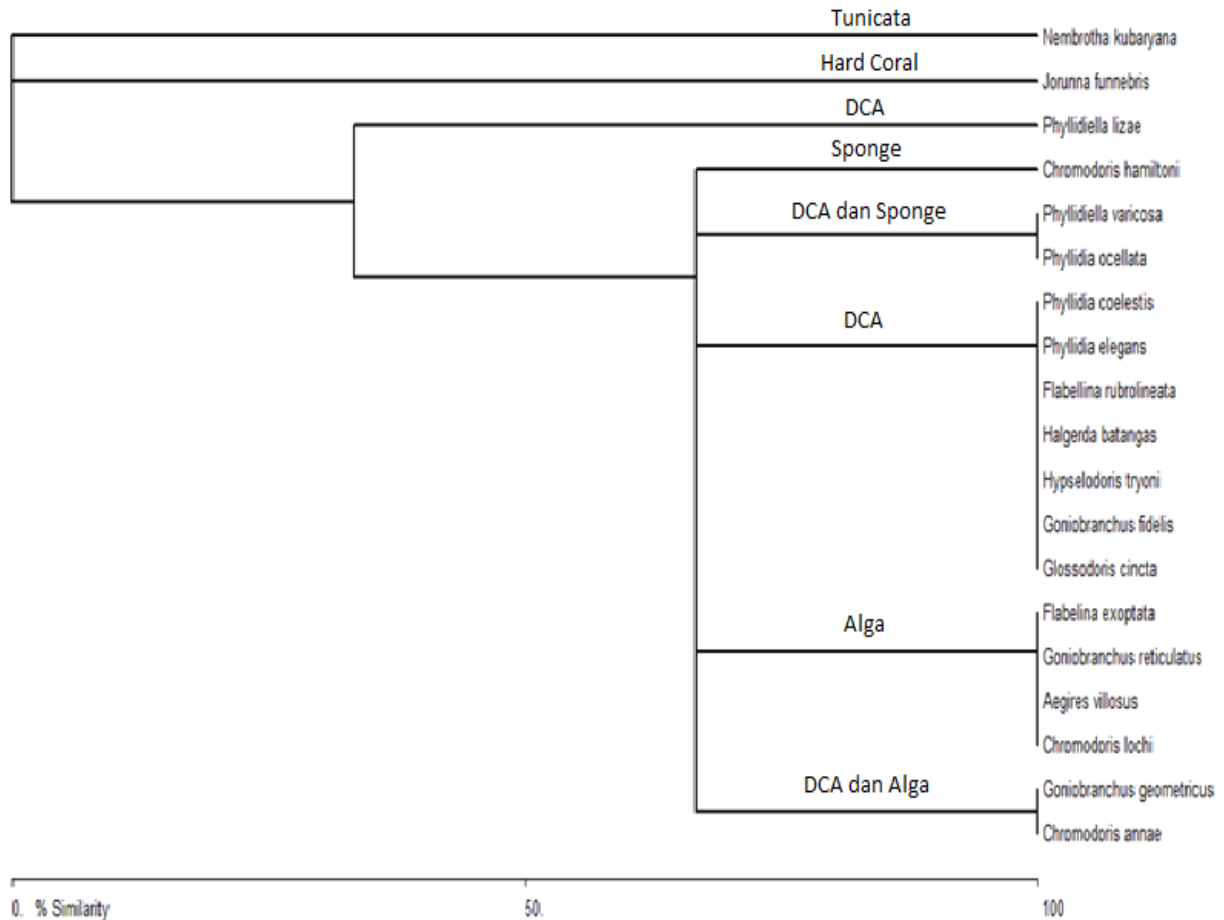 Tunicata
Nembrotha kubaryana
Hard Coral
Jorunna funnebris
DCA
Phyllidiella lizae
Sponge
Chromodoris hamiltonii
DCA dan Sponge
Phyllidiella varicosa
Phyllidia ocellata
Phyllidia coelestis
DCA
Phyllidia elegans
Flabellina rubrolineata
Halgerda batangas
Hypselodoris tryonii
Goniobranchus fidelis
Glossodoris cincta
Flabelina exoptata
Alga
Goniobranchus reticulatus
Aegires villosus
Chromodoris lochi
DCA dan Alga
Goniobranchus geometricus
Chromodoris annae
0. % Similarity 50. 100